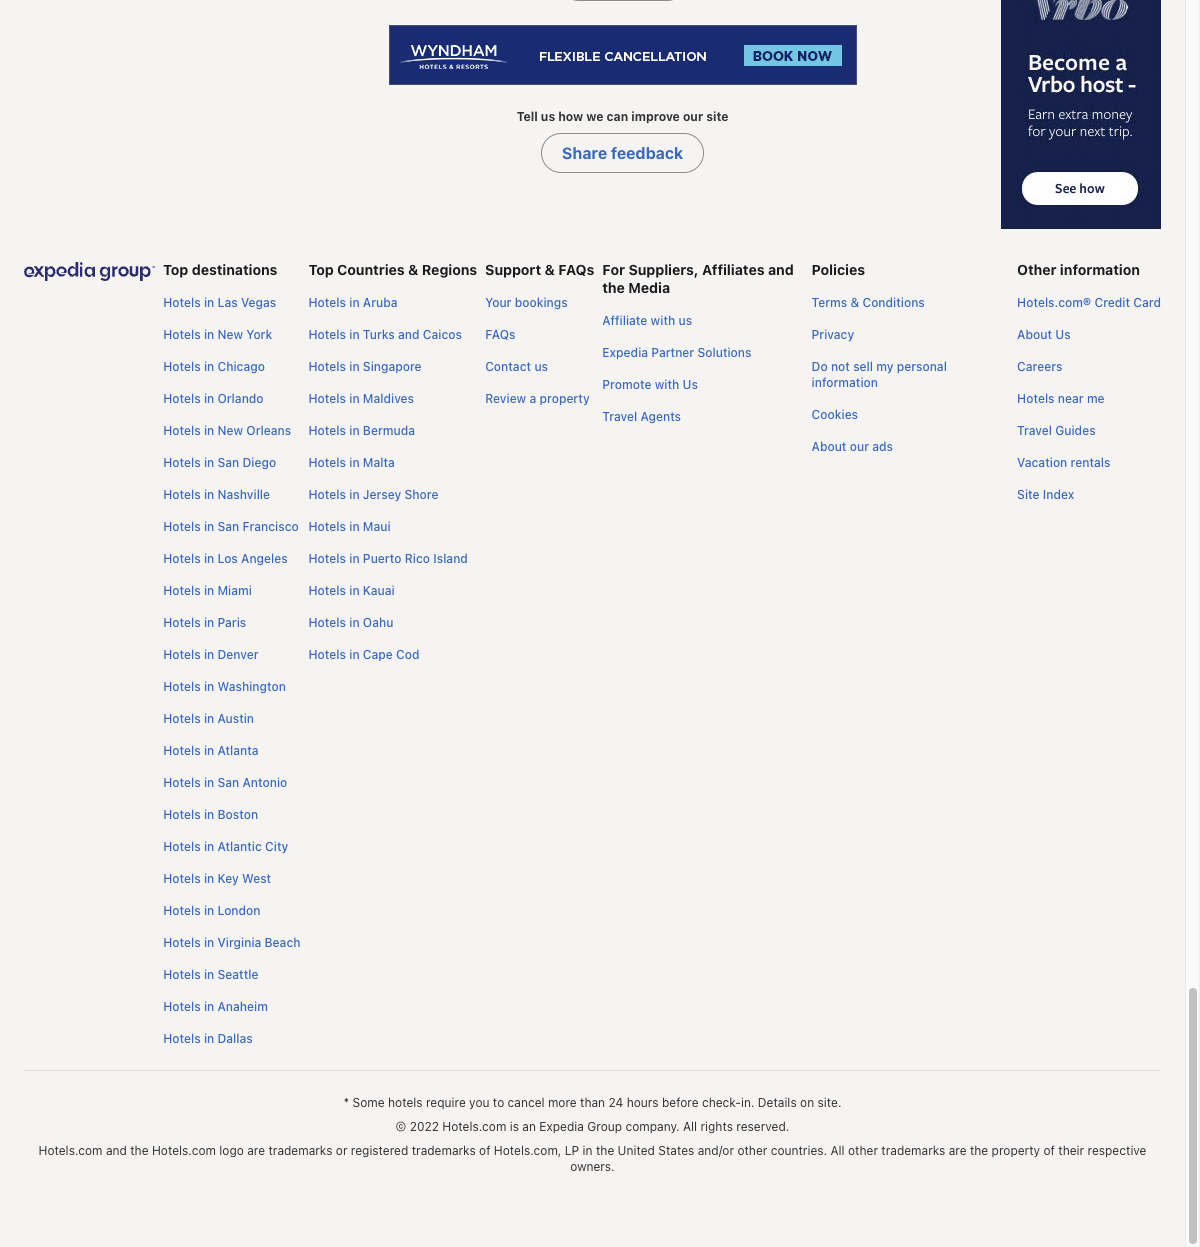 Vrbo
WYNDHAM
HOTELS & RESORTS
FLEXIBLE CANCELLATION
BOOK NOW
Become a
Vrbo host -
Earn extra money
for your next trip.
See how
Tell us how we can improve our site
Share feedback
expedia group
Top destinations
Hotels in Las Vegas
Hotels in New York
Hotels in Chicago
Hotels in Orlando
Hotels in New Orleans
Hotels in San Diego
Hotels in Nashville
Hotels in San Francisco
Hotels in Los Angeles
Hotels in Miami
Hotels in Paris
Hotels in Denver
Hotels in Washington
Hotels in Austin
Hotels in Atlanta
Hotels in San Antonio
Hotels in Boston
Hotels in Atlantic City
Hotels in Key West
Hotels in London
Hotels in Virginia Beach
Hotels in Seattle
Hotels in Anaheim
Hotels in Dallas
Top Countries & Regions
Hotels in Aruba
Hotels in Turks and Caicos
Hotels in Singapore
Hotels in Maldives
Hotels in Bermuda
Hotels in Malta
Hotels in Jersey Shore
Hotels in Maui
Hotels in Puerto Rico Island
Hotels in Kauai
Hotels in Oahu
Hotels in Cape Cod
Support & FAQs
Your bookings
FAQs
Contact us
Review a property
For Suppliers, Affiliates and
the Media
Affiliate with us
Expedia Partner Solutions
Promote with Us
Travel Agents
Policies
Terms & Conditions
Privacy
Do not sell my personal
information
Cookies
About our ads
Other information
Hotels.com® Credit Card
About Us
Careers
Hotels near me
Travel Guides
Vacation rentals
Site Index
* Some hotels require you to cancel more than 24 hours before check-in. Details on site.
© 2022 Hotels.com is an Expedia Group company. All rights reserved.
Hotels.com and the Hotels.com logo are trademarks or registered trademarks of Hotels.com, LP in the United States and/or other countries. All other trademarks are the property of their respective
owners.